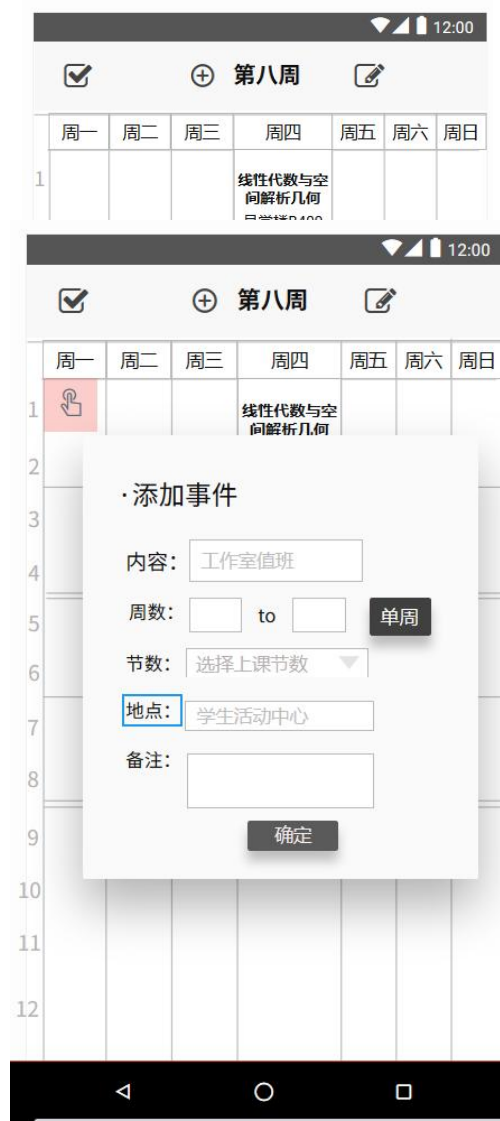 12:00
第八周
周一 周二 周三 周四 周五 周六 周日
1
线性代数与空
间解析几何
12:00
第八周
周一 周二 周三 周四 周五 周六 周日
1
线性代数与空
间解析几何
2
·添加事件
3
内容： 工作室值班
4
周数： to 单周
5
节数： 选择上课节数
6
地点： 学生活动中心
7
备注：
8
确定
9
10
11
12